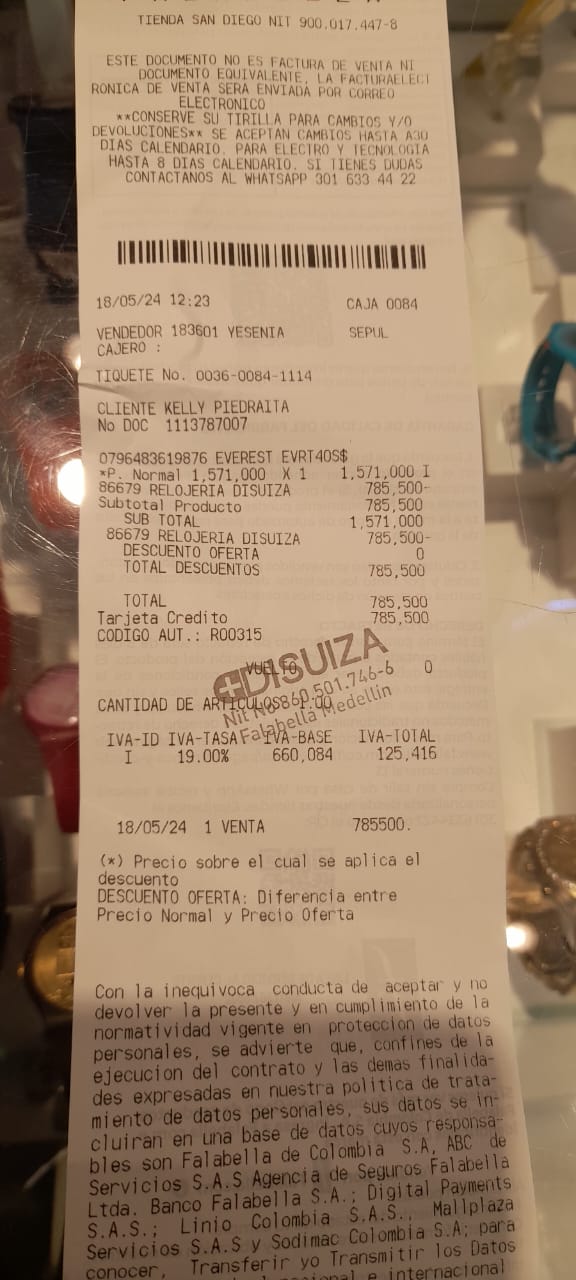 TIENDA SAN DIEGO NIT 900.017.447-8
ESTE DOCUMENTO NO ES FACTURA DE VENTA NI
DOCUMENTO EQUIVALENTE, LA FACTURAELECT
RONICA DE VENTA SERA ENVIADA POR CORREO
ELECTRONICO
**CONSERVE SU TIRILLA PARA CAMBIOS Y/O
DEVOLUCIONES** SE ACEPTAN CAMBIOS HASTA A30
DIAS CALENDARIO. PARA ELECTRO Y TECNOLOGIA
HASTA 8 DIAS CALENDARIO. SI TIENES DUDAS
CONTACTANOS AL WHATSAPP 301 633 44 22
18/05/24 12:23 CAJA 0084
VENDEDOR 183601 YESENIA SEPUL
CAJERO :
TIQUETE No. 0036-0084-1114
CLIENTE KELLY PIEDRAITA
No DOC 1113787007
0796483619876 EVEREST EVRT40S$
*P. Normal 1,571,000 X 1 1,571,000 I
86679 RELOJERIA DISUIZA 785,500-
Subtotal Producto 785,500
SUB TOTAL 1,571,000
86679 RELOJERIA DISUIZA 785,500-
DESCUENTO OFERTA 0
TOTAL DESCUENTOS 785,500
TOTAL 785,500
Tarjeta Credito 785,500
CODIGO AUT.: R00315
VUELTO 0
DISUIZA
Nit No 860.501.746-6
Falabella Medellin
CANTIDAD DE ARTICULOS 1.00
IVA-ID IVA-TASA IVA-BASE IVA-TOTAL
I 19.00% 660,084 125,416
18/05/24 1 VENTA 785500.
(*) Precio sobre el cual se aplica el
descuento
DESCUENTO OFERTA: Diferencia entre
Precio Normal y Precio Oferta
Con la inequivoca conducta de aceptar y no
devolver la presente y en cumplimiento de la
normatividad vigente en proteccion de datos
personales, se advierte que, confines de la
ejecucion del contrato y las demas finalida-
des expresadas en nuestra politica de trata-
miento de datos personales, sus datos se in-
cluiran en una base de datos cuyos responsa-
bles son Falabella de Colombia S.A, ABC de
Servicios S.A.S Agencia de Seguros Falabella
Ltda. Banco Falabella S.A.; Digital Payments
S.A.S.; Linio Colombia S.A.S., Mallplaza
Servicios S.A.S y Sodimac Colombia S.A; para
conocer, Transferir yo Transmitir los Datos
nacional e internacional